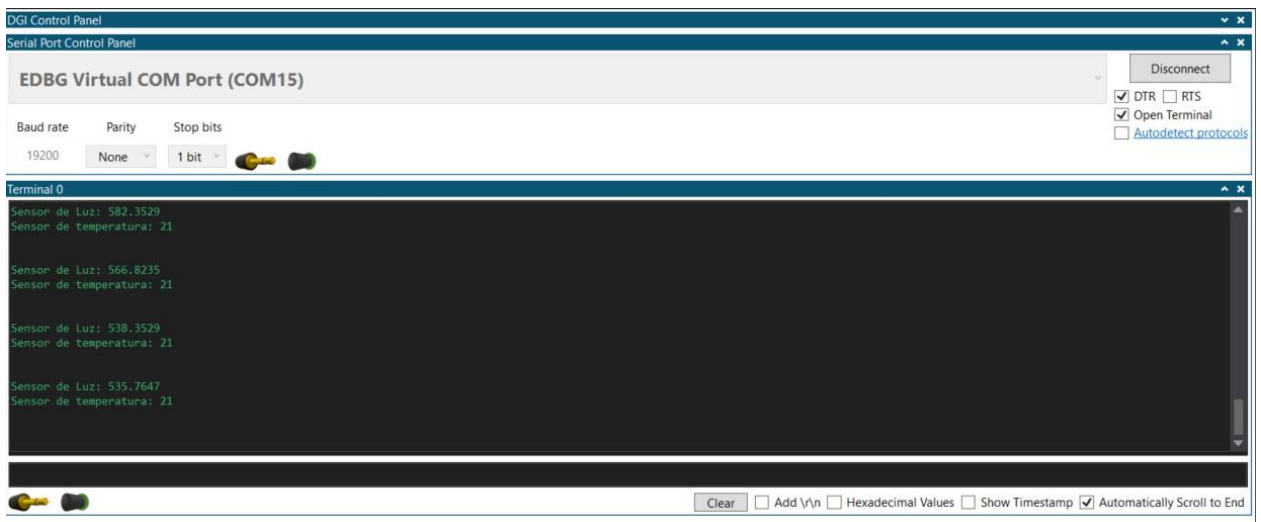 DGI Control Panel
Serial Port Control Panel
EDBG Virtual COM Port (COM15)
Disconnect
DTR RTS
Open Terminal
Autodetect protocols
Baud rate Parity Stop bits
19200 None 1 bit
Terminal 0
Sensor de Luz: 582.3529
Sensor de temperatura: 21
Sensor de Luz: 566.8235
Sensor de temperatura: 21
Sensor de Luz: 538.3529
Sensor de temperatura: 21
Sensor de Luz: 535.7647
Sensor de temperatura: 21
Clear Add \r\n Hexadecimal Values Show Timestamp Automatically Scroll to End